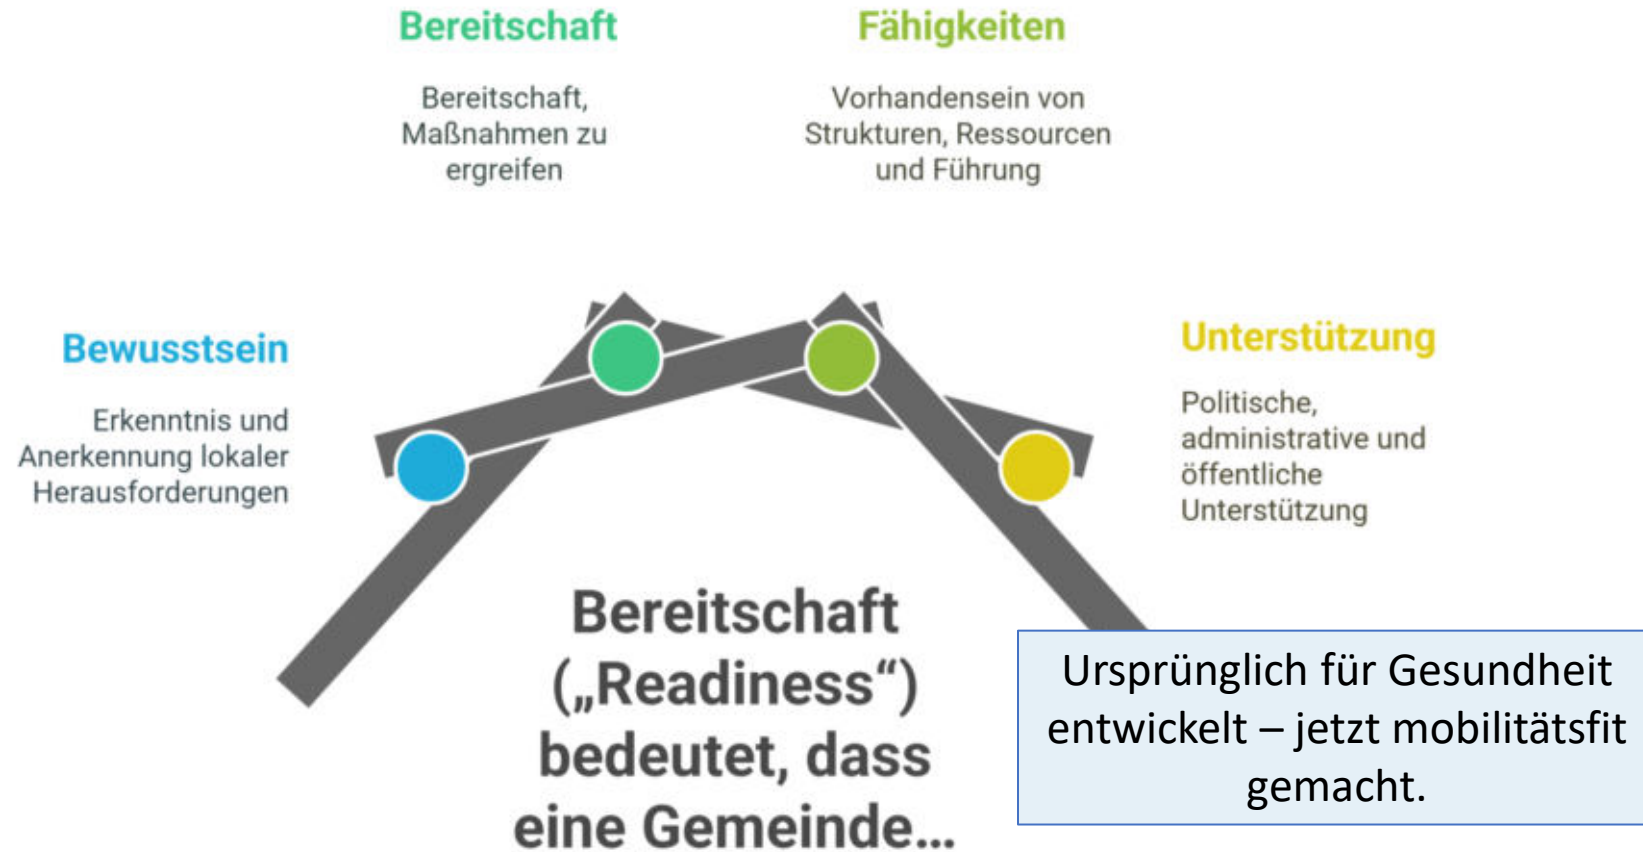 Bereitschaft
Bereitschaft,
Maßnahmen zu
ergreifen
Fähigkeiten
Vorhandensein von
Strukturen, Ressourcen
und Führung
Bewusstsein
Erkenntnis und
Anerkennung lokaler
Herausforderungen
Unterstützung
Politische,
administrative und
öffentliche
Unterstützung
Bereitschaft
(„Readiness“)
bedeutet, dass
eine Gemeinde…
Ursprünglich für Gesundheit
entwickelt – jetzt mobilitätsfit
gemacht.